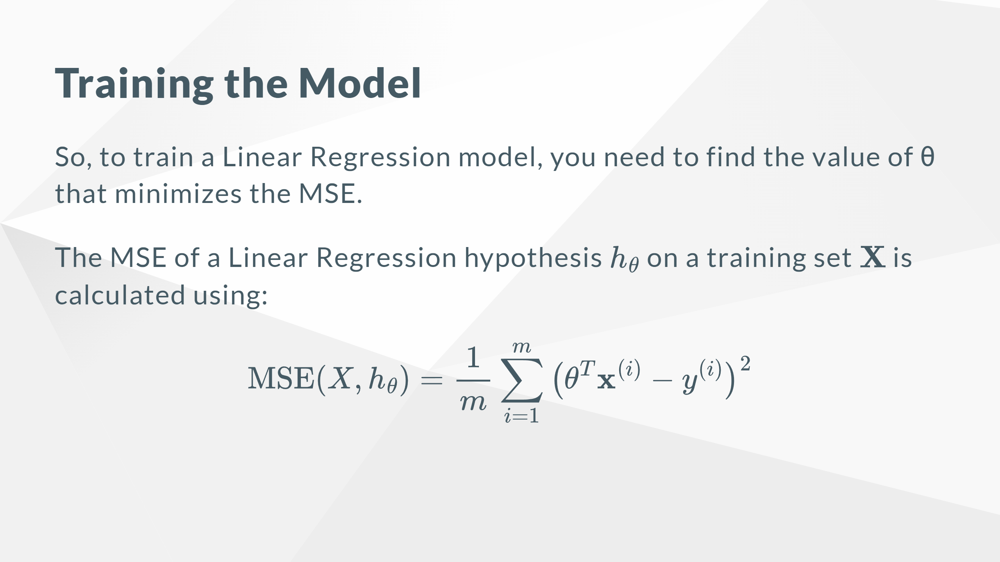 Training the Model
So, to train a Linear Regression model, you need to find the value of θ
that minimizes the MSE.
The MSE of a Linear Regression hypothesis $h_\theta$ on a training set $\mathbf{X}$ is
calculated using:
$\mathrm{MSE}(X, h_\theta) = \frac{1}{m} \sum_{i=1}^{m} \left(\theta^T \mathbf{x}^{(i)} - y^{(i)}\right)^2$